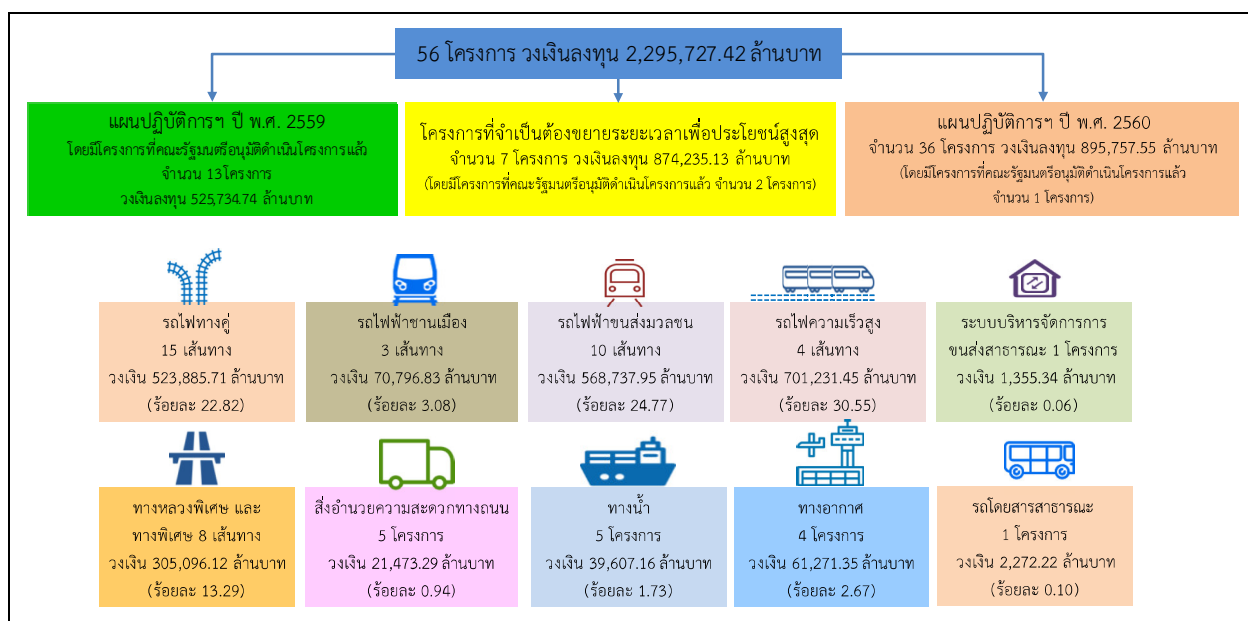 56 โครงการ วงเงินลงทุน 2,295,727.42 ล้านบาท
แผนปฏิบัติการฯ ปี พ.ศ. 2559
โดยมีโครงการที่คณะรัฐมนตรีอนุมัติดำเนินโครงการแล้ว
จำนวน 13โครงการ
วงเงินลงทุน 525,734.74 ล้านบาท
โครงการที่จำเป็นต้องขยายระยะเวลาเพื่อประโยชน์สูงสุด
จำนวน 7 โครงการ วงเงินลงทุน 874,235.13 ล้านบาท
(โดยมีโครงการที่คณะรัฐมนตรีอนุมัติดำเนินโครงการแล้ว จำนวน 2 โครงการ)
แผนปฏิบัติการฯ ปี พ.ศ. 2560
จำนวน 36 โครงการ วงเงินลงทุน 895,757.55 ล้านบาท
(โดยมีโครงการที่คณะรัฐมนตรีอนุมัติดำเนินโครงการแล้ว
จำนวน 1 โครงการ)
รถไฟทางคู่
15 เส้นทาง
วงเงิน 523,885.71 ล้านบาท
(ร้อยละ 22.82)
รถไฟฟ้าชานเมือง
3 เส้นทาง
วงเงิน 70,796.83 ล้านบาท
(ร้อยละ 3.08)
รถไฟฟ้าขนส่งมวลชน
10 เส้นทาง
วงเงิน 568,737.95 ล้านบาท
(ร้อยละ 24.77)
รถไฟความเร็วสูง
4 เส้นทาง
วงเงิน 701,231.45 ล้านบาท
(ร้อยละ 30.55)
ระบบบริหารจัดการการ
ขนส่งสาธารณะ 1 โครงการ
วงเงิน 1,355.34 ล้านบาท
(ร้อยละ 0.06)
ทางหลวงพิเศษ และ
ทางพิเศษ 8 เส้นทาง
วงเงิน 305,096.12 ล้านบาท
(ร้อยละ 13.29)
สิ่งอำนวยความสะดวกทางถนน
5 โครงการ
วงเงิน 21,473.29 ล้านบาท
(ร้อยละ 0.94)
ทางน้ำ
5 โครงการ
วงเงิน 39,607.16 ล้านบาท
(ร้อยละ 1.73)
ทางอากาศ
4 โครงการ
วงเงิน 61,271.35 ล้านบาท
(ร้อยละ 2.67)
รถโดยสารสาธารณะ
1 โครงการ
วงเงิน 2,272.22 ล้านบาท
(ร้อยละ 0.10)